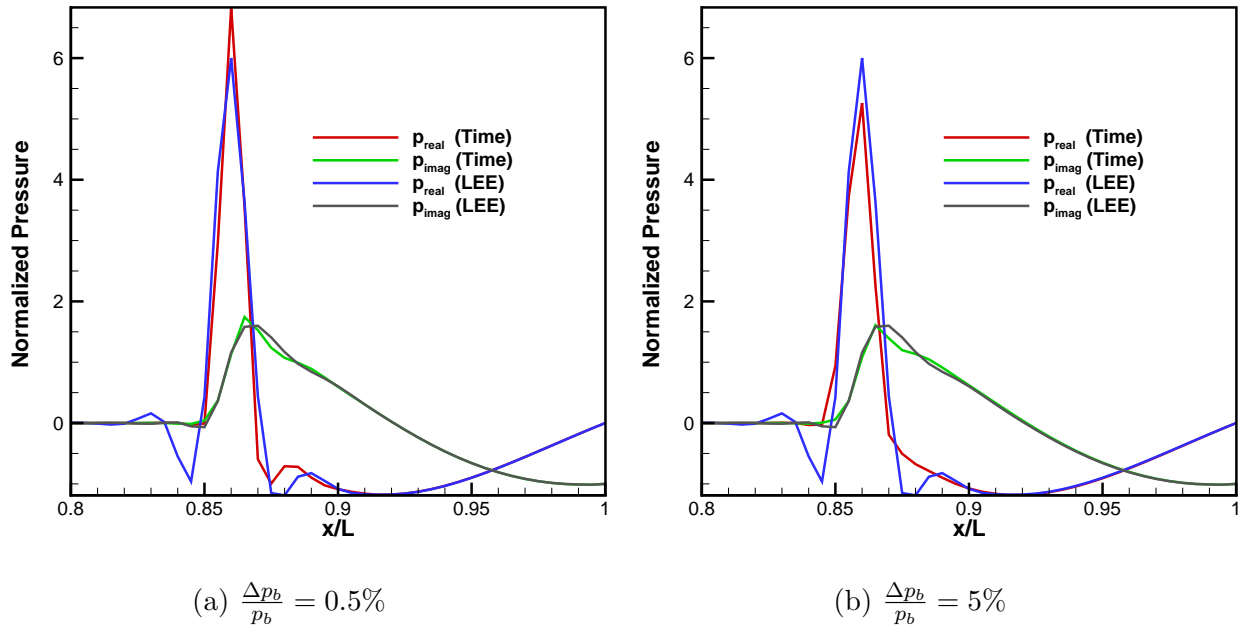 Normalized Pressure
6
4
2
0
0.8
0.85
0.9
0.95
1
x/L
p_real (Time)
p_imag (Time)
p_real (LEE)
p_imag (LEE)
(a) Δp_b/p_b = 0.5%
Normalized Pressure
6
4
2
0
0.8
0.85
0.9
0.95
1
x/L
p_real (Time)
p_imag (Time)
p_real (LEE)
p_imag (LEE)
(b) Δp_b/p_b = 5%